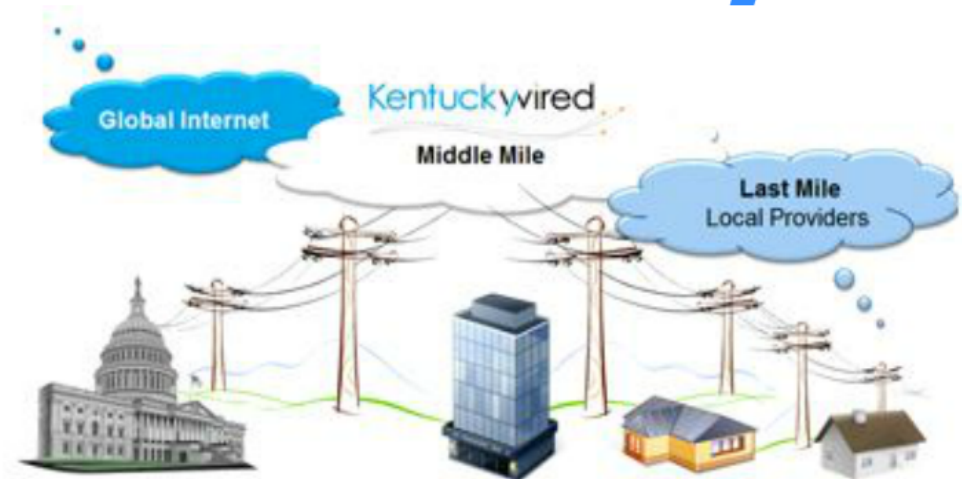 Global Internet
Kentuckywired
Middle Mile
Last Mile
Local Providers